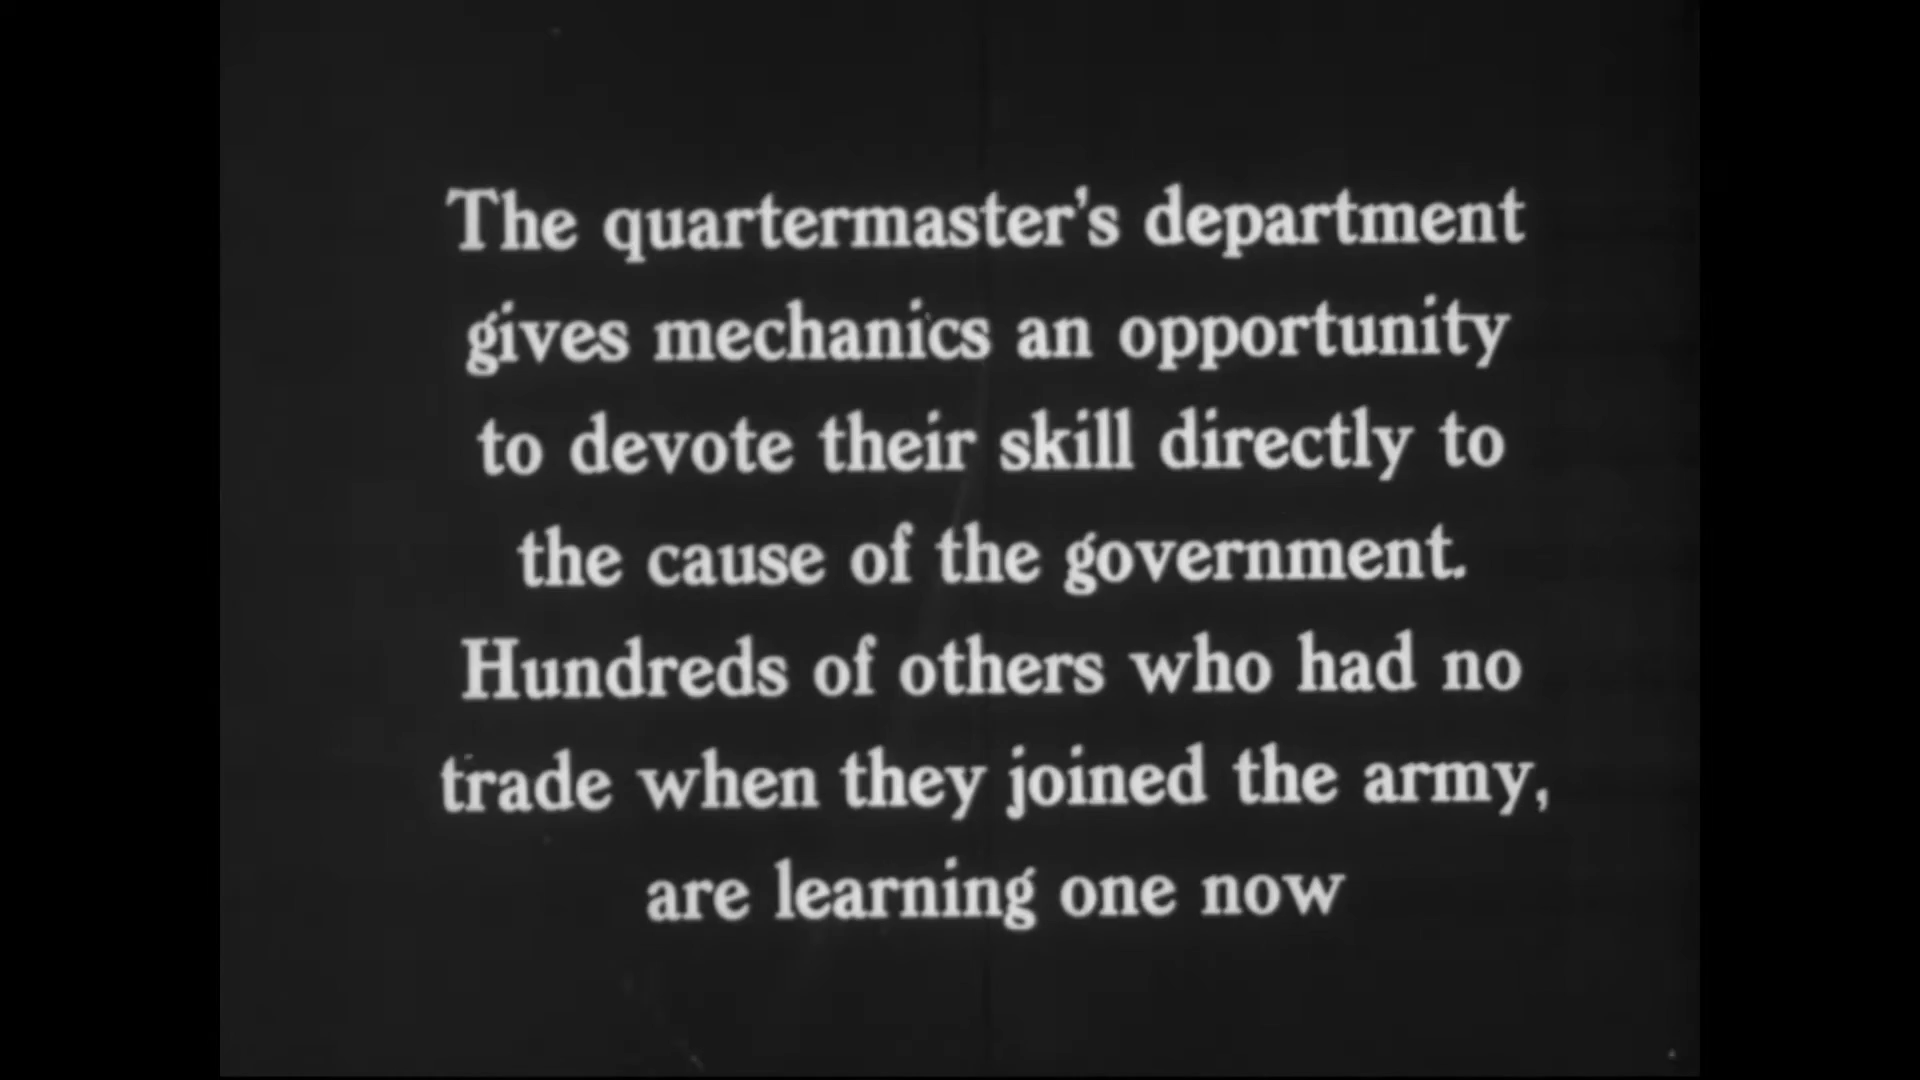 The quartermaster's department
gives mechanics an opportunity
to devote their skill directly to
the cause of the government.
Hundreds of others who had no
trade when they joined the army,
are learning one now